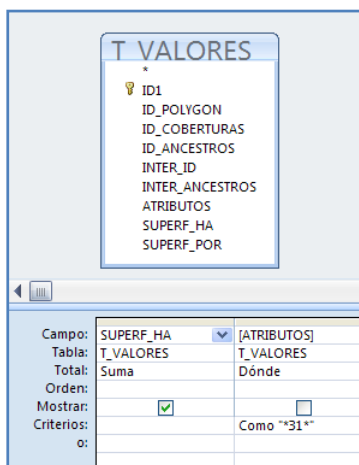 T_VALORES
*
ID1
ID_POLYGON
ID_COBERTURAS
ID_ANCESTROS
INTER_ID
INTER_ANCESTROS
ATRIBUTOS
SUPERF_HA
SUPERF_POR
Campo: SUPERF_HA [ATRIBUTOS]
Tabla: T_VALORES T_VALORES
Total: Suma Dónde
Orden:
Mostrar:
Criterios: Como "*31*"
o: